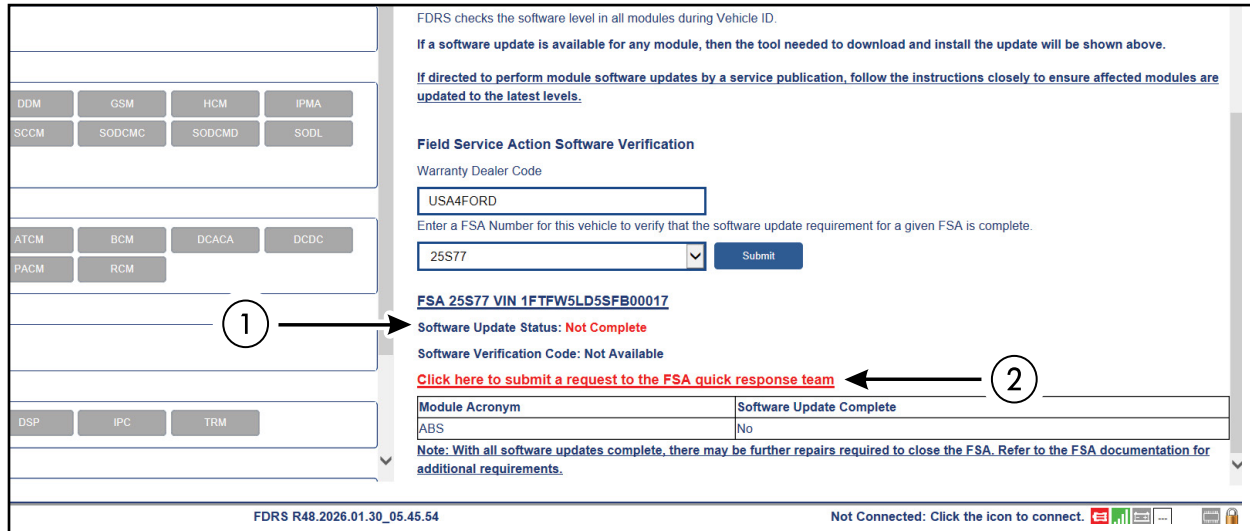 FDRS checks the software level in all modules during Vehicle ID.
If a software update is available for any module, then the tool needed to download and install the update will be shown above.
If directed to perform module software updates by a service publication, follow the instructions closely to ensure affected modules are
updated to the latest levels.
DDM GSM HCM IPMA
SCCM SODCMC SODCMD SODL
Field Service Action Software Verification
Warranty Dealer Code
USA4FORD
Enter a FSA Number for this vehicle to verify that the software update requirement for a given FSA is complete.
ATCM BCM DCACA DCDC
25S77 Submit
PACM RCM
FSA 25S77 VIN 1FTFW5LD5SFB00017
1
Software Update Status: Not Complete
Software Verification Code: Not Available
Click here to submit a request to the FSA quick response team
2
Module Acronym Software Update Complete
ABS No
DSP IPC TRM
Note: With all software updates complete, there may be further repairs required to close the FSA. Refer to the FSA documentation for
additional requirements.
FDRS R48.2026.01.30_05.45.54 Not Connected: Click the icon to connect.